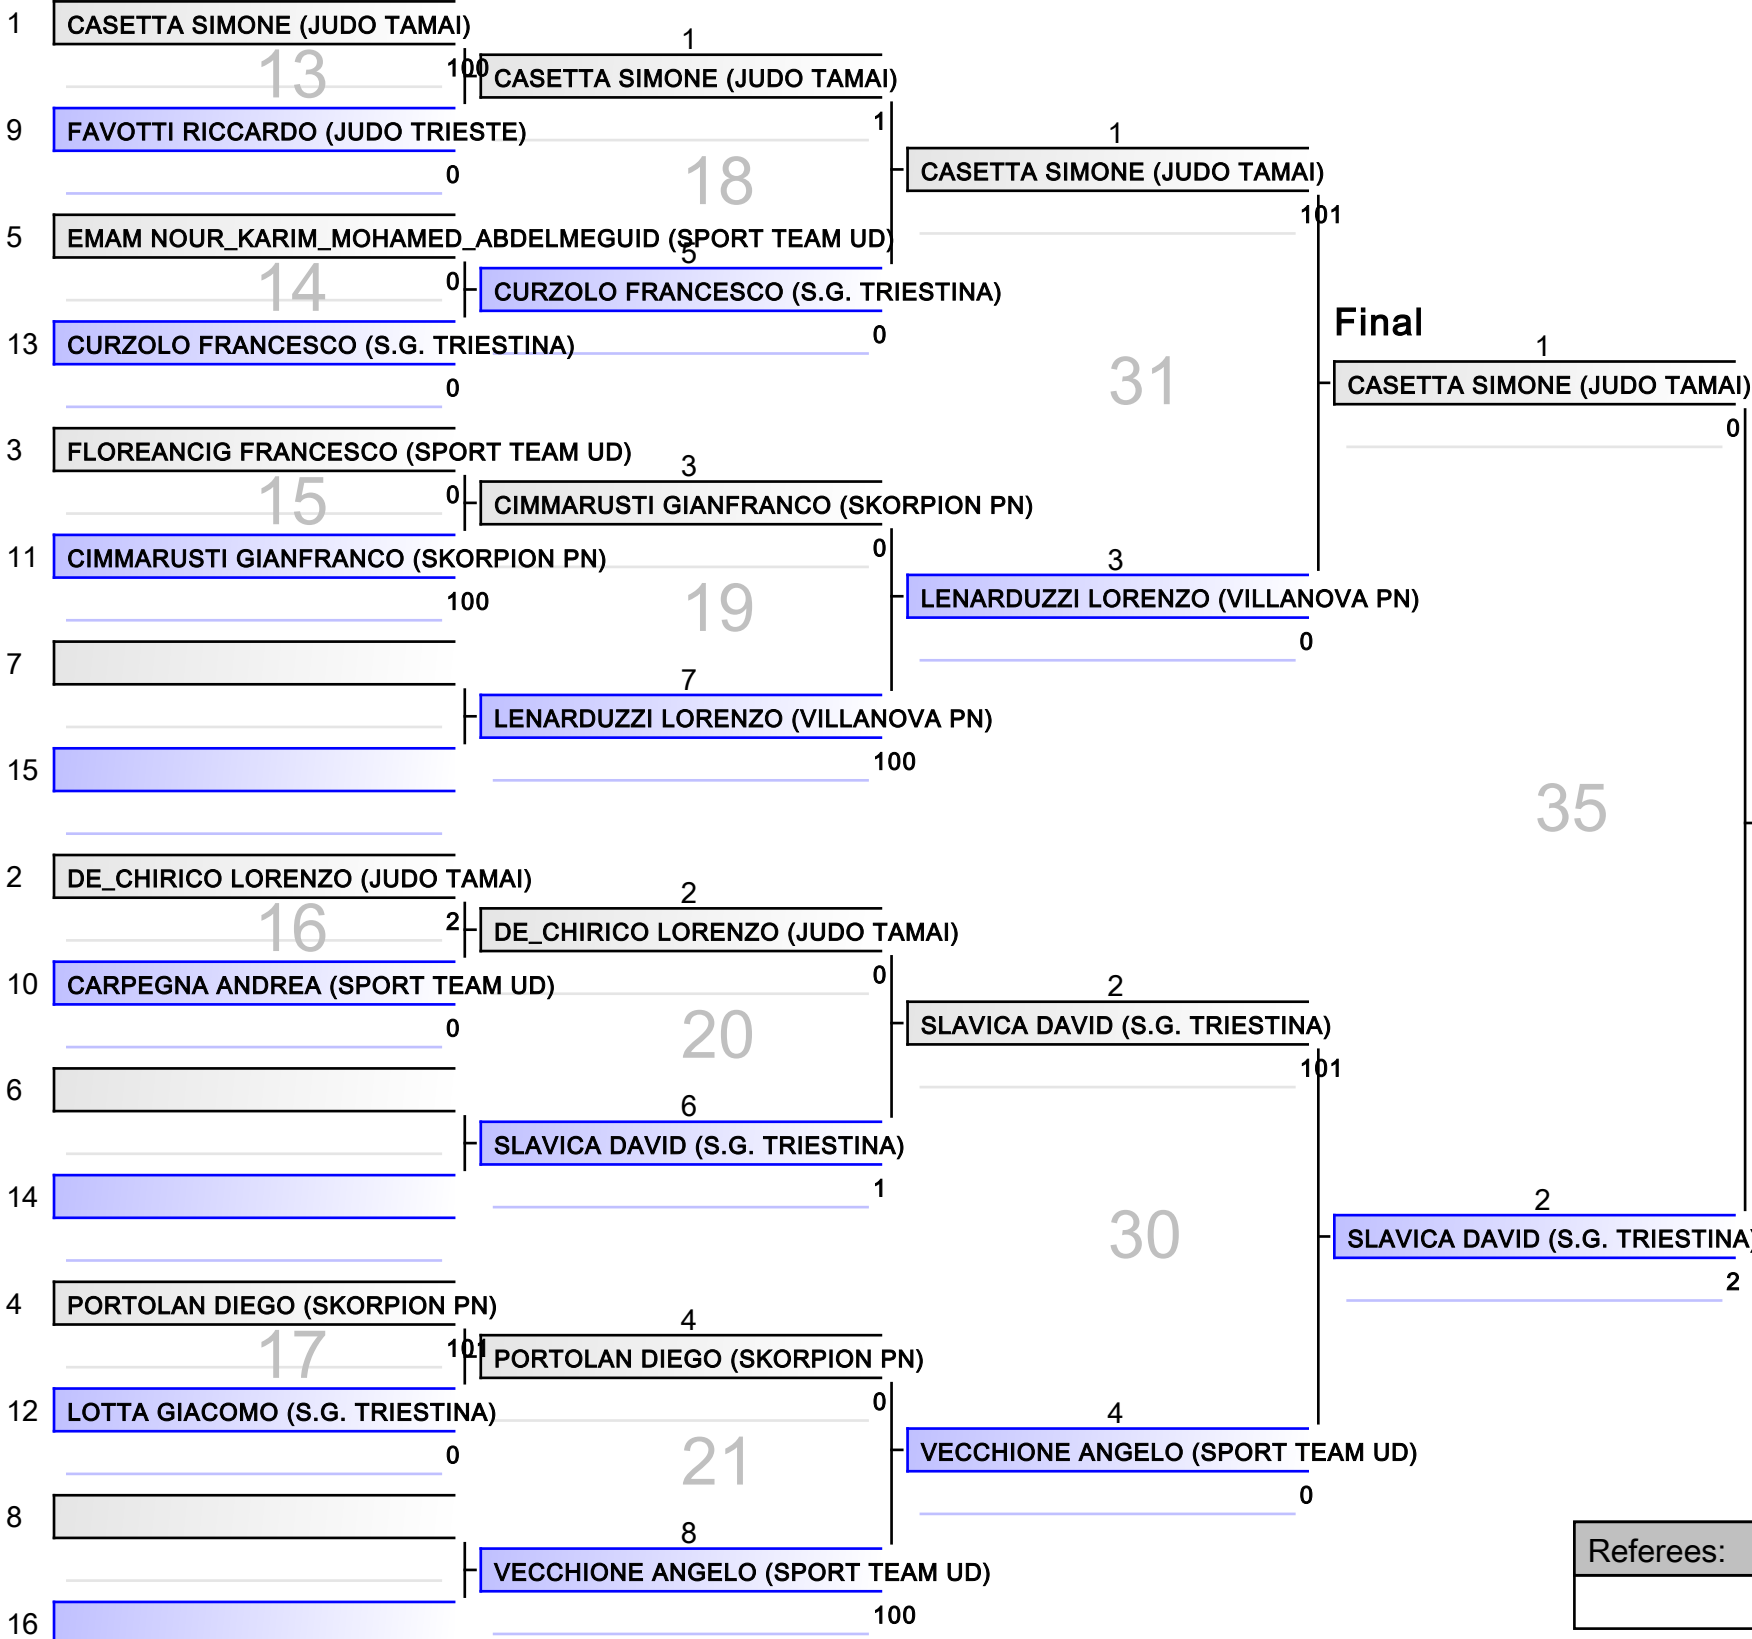 1 CASETTA SIMONE (JUDO TAMAI)
13 100
9 FAVOTTI RICCARDO (JUDO TRIESTE)
0
5 EMAM NOUR_KARIM_MOHAMED_ABDELMEGUID (SPORT TEAM UD)
14 0
13 CURZOLO FRANCESCO (S.G. TRIESTINA)
0
3 FLOREANCIG FRANCESCO (SPORT TEAM UD)
15 0
11 CIMMARUSTI GIANFRANCO (SKORPION PN)
100
7
15
2 DE_CHIRICO LORENZO (JUDO TAMAI)
16 2
10 CARPEGNA ANDREA (SPORT TEAM UD)
0
6
14
4 PORTOLAN DIEGO (SKORPION PN)
17 101
12 LOTTA GIACOMO (S.G. TRIESTINA)
0
8
16
1
CASETTA SIMONE (JUDO TAMAI)
1
18
5
CURZOLO FRANCESCO (S.G. TRIESTINA)
0
3
CIMMARUSTI GIANFRANCO (SKORPION PN)
0
19
7
LENARDUZZI LORENZO (VILLANOVA PN)
100
2
DE_CHIRICO LORENZO (JUDO TAMAI)
0
20
6
SLAVICA DAVID (S.G. TRIESTINA)
1
4
PORTOLAN DIEGO (SKORPION PN)
0
21
8
VECCHIONE ANGELO (SPORT TEAM UD)
100
1
CASETTA SIMONE (JUDO TAMAI)
101
31
3
LENARDUZZI LORENZO (VILLANOVA PN)
0
2
SLAVICA DAVID (S.G. TRIESTINA)
101
30
4
VECCHIONE ANGELO (SPORT TEAM UD)
0
Final
1
CASETTA SIMONE (JUDO TAMAI)
0
35
2
SLAVICA DAVID (S.G. TRIESTINA)
2
Referees: